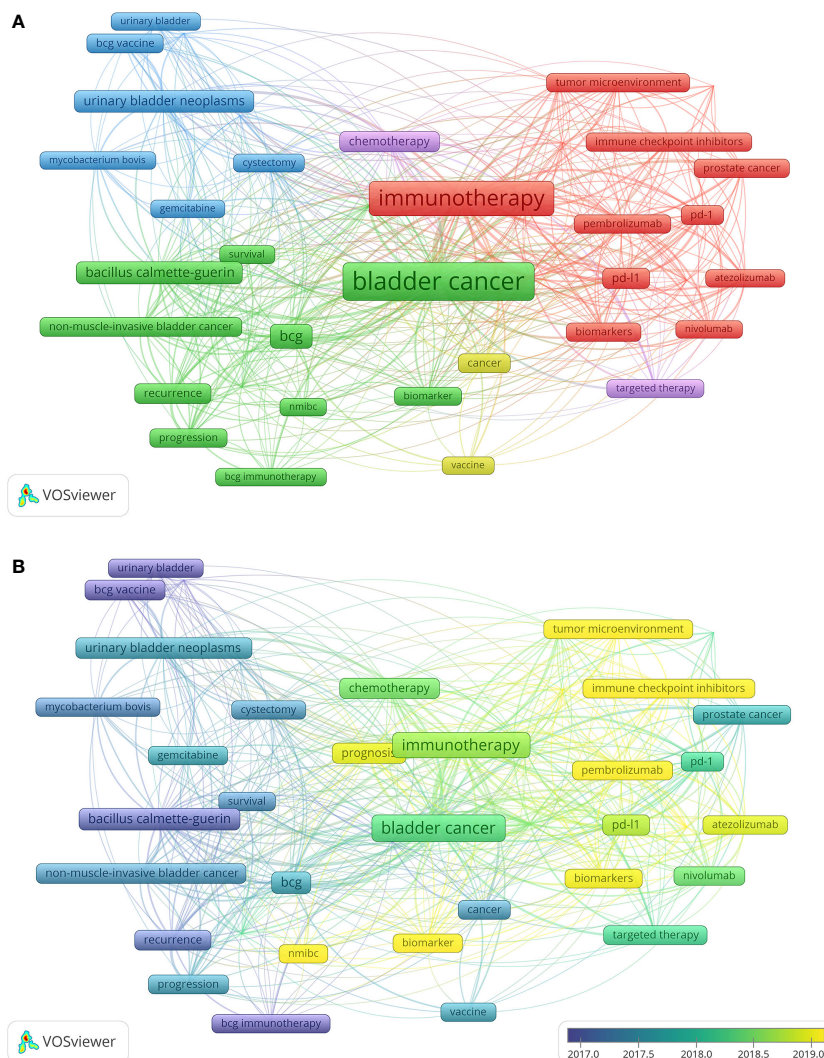 A
urinary bladder
bcg vaccine
tumor microenvironment
urinary bladder neoplasms
chemotherapy
immune checkpoint inhibitors
mycobacterium bovis
cystectomy
prostate cancer
immunotherapy
gemcitabine
pembrolizumab
pd-1
survival
bacillus calmette-guerin
bladder cancer
pd-l1
atezolizumab
non-muscle-invasive bladder cancer
bcg
biomarkers
nivolumab
cancer
targeted therapy
recurrence
biomarker
nmibc
progression
vaccine
bcg immunotherapy
VOSviewer
B
urinary bladder
bcg vaccine
tumor microenvironment
urinary bladder neoplasms
chemotherapy
immune checkpoint inhibitors
mycobacterium bovis
cystectomy
prostate cancer
prognosis
immunotherapy
gemcitabine
pembrolizumab
pd-1
survival
bacillus calmette-guerin
bladder cancer
pd-l1
atezolizumab
non-muscle-invasive bladder cancer
bcg
biomarkers
nivolumab
cancer
recurrence
nmibc
biomarker
targeted therapy
progression
vaccine
bcg immunotherapy
VOSviewer
2017.0 2017.5 2018.0 2018.5 2019.0